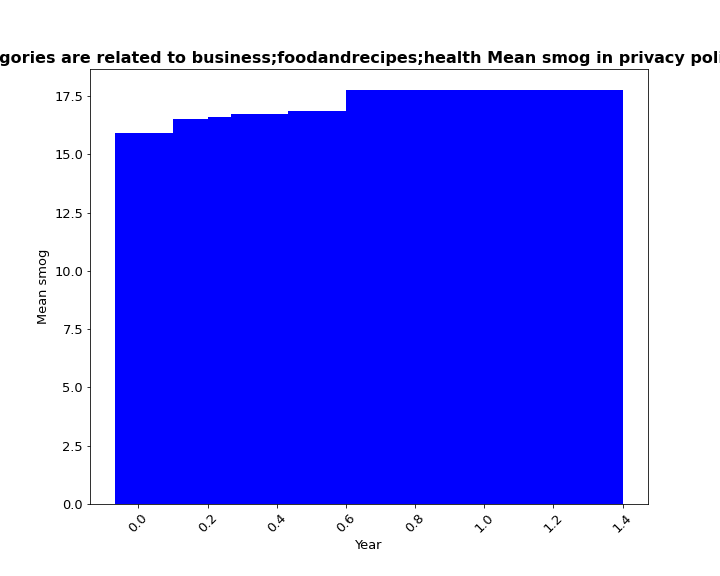 gories are related to business;foodandrecipes;health Mean smog in privacy poli
17.5
15.0
12.5
10.0
7.5
5.0
2.5
0.0
Mean smog
0.0 0.2 0.4 0.6 0.8 1.0 1.2 1.4
Year